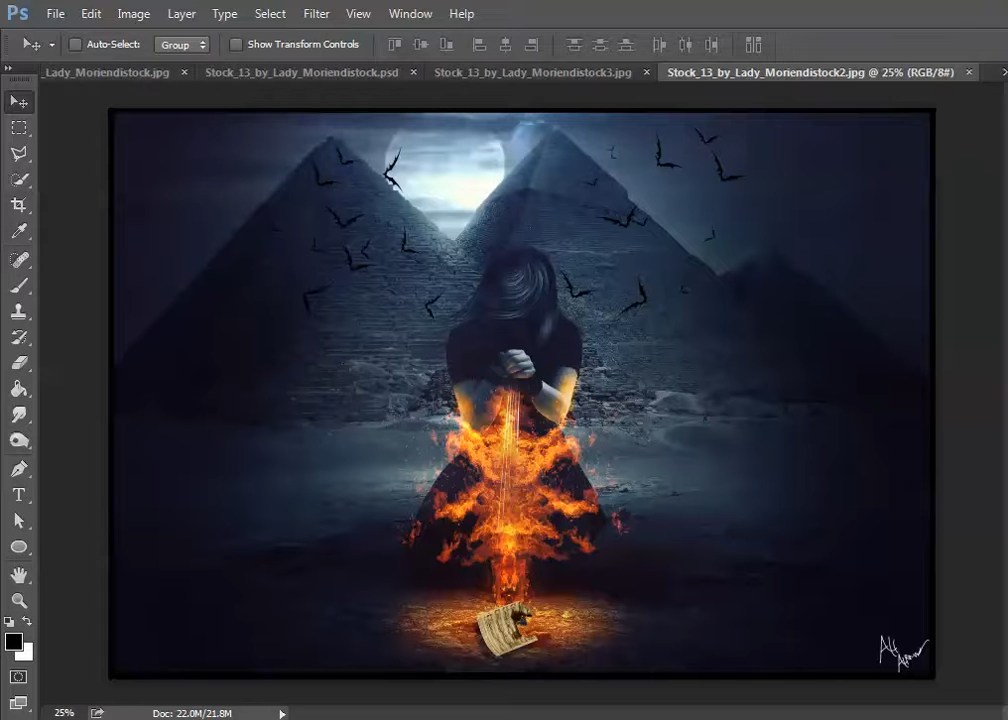 Ps File Edit Image Layer Type Select Filter View Window Help
Auto-Select: Group Show Transform Controls
_Lady_Moriendistock.jpg × Stock_13_by_Lady_Moriendistock.psd × Stock_13_by_Lady_Moriendistock3.jpg × Stock_13_by_Lady_Moriendistock2.jpg @ 25% (RGB/8#) ×
T
25% Doc: 22.0M/21.8M